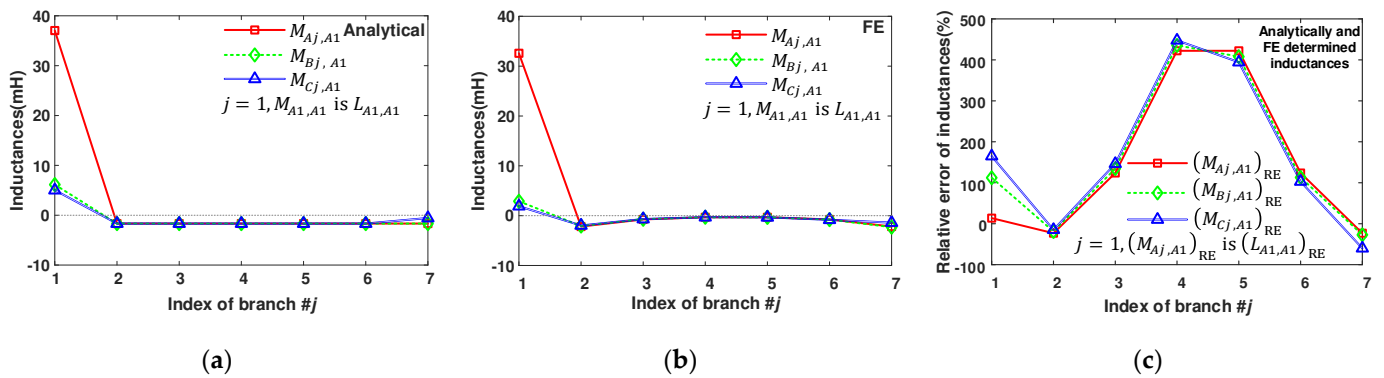 40
30
20
10
0
-10
Inductances(mH)
M_{Aj,A1} Analytical
M_{Bj, A1}
M_{Cj,A1}
j = 1, M_{A1,A1} is L_{A1,A1}
1 2 3 4 5 6 7
Index of branch #j
(a)
40
30
20
10
0
-10
Inductances(mH)
M_{Aj,A1} FE
M_{Bj, A1}
M_{Cj,A1}
j = 1, M_{A1,A1} is L_{A1,A1}
1 2 3 4 5 6 7
Index of branch #j
(b)
500
400
300
200
100
0
-100
Relative error of inductances(%)
Analytically and
FE determined
inductances
(M_{Aj,A1})_{RE}
(M_{Bj,A1})_{RE}
(M_{Cj,A1})_{RE}
j = 1, (M_{Aj,A1})_{RE} is (L_{A1,A1})_{RE}
1 2 3 4 5 6 7
Index of branch #j
(c)